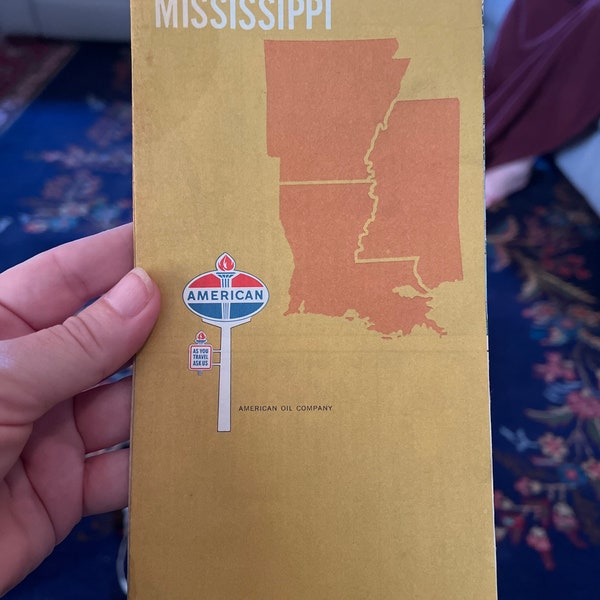 MISSISSIPPI
AMERICAN
AS YOU
TRAVEL
ASK US
AMERICAN OIL COMPANY